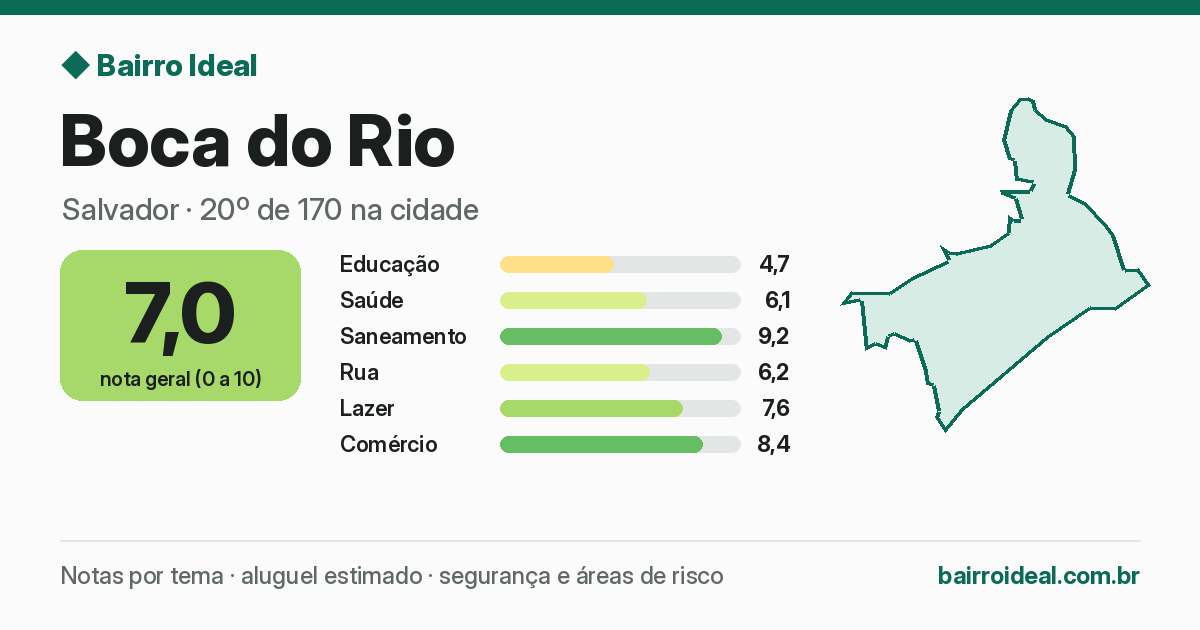 Bairro Ideal
Boca do Rio
Salvador · 20º de 170 na cidade
7,0
nota geral (0 a 10)
Educação 4,7
Saúde 6,1
Saneamento 9,2
Rua 6,2
Lazer 7,6
Comércio 8,4
Notas por tema · aluguel estimado · segurança e áreas de risco
bairroideal.com.br